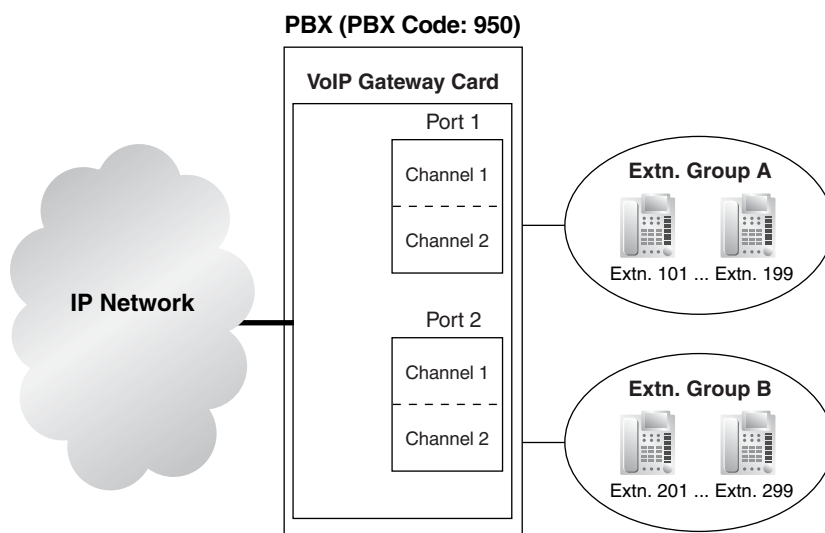 PBX (PBX Code: 950)
VoIP Gateway Card
Port 1
Channel 1
Channel 2
Extn. Group A
Extn. 101 ... Extn. 199
IP Network
Port 2
Channel 1
Channel 2
Extn. Group B
Extn. 201 ... Extn. 299